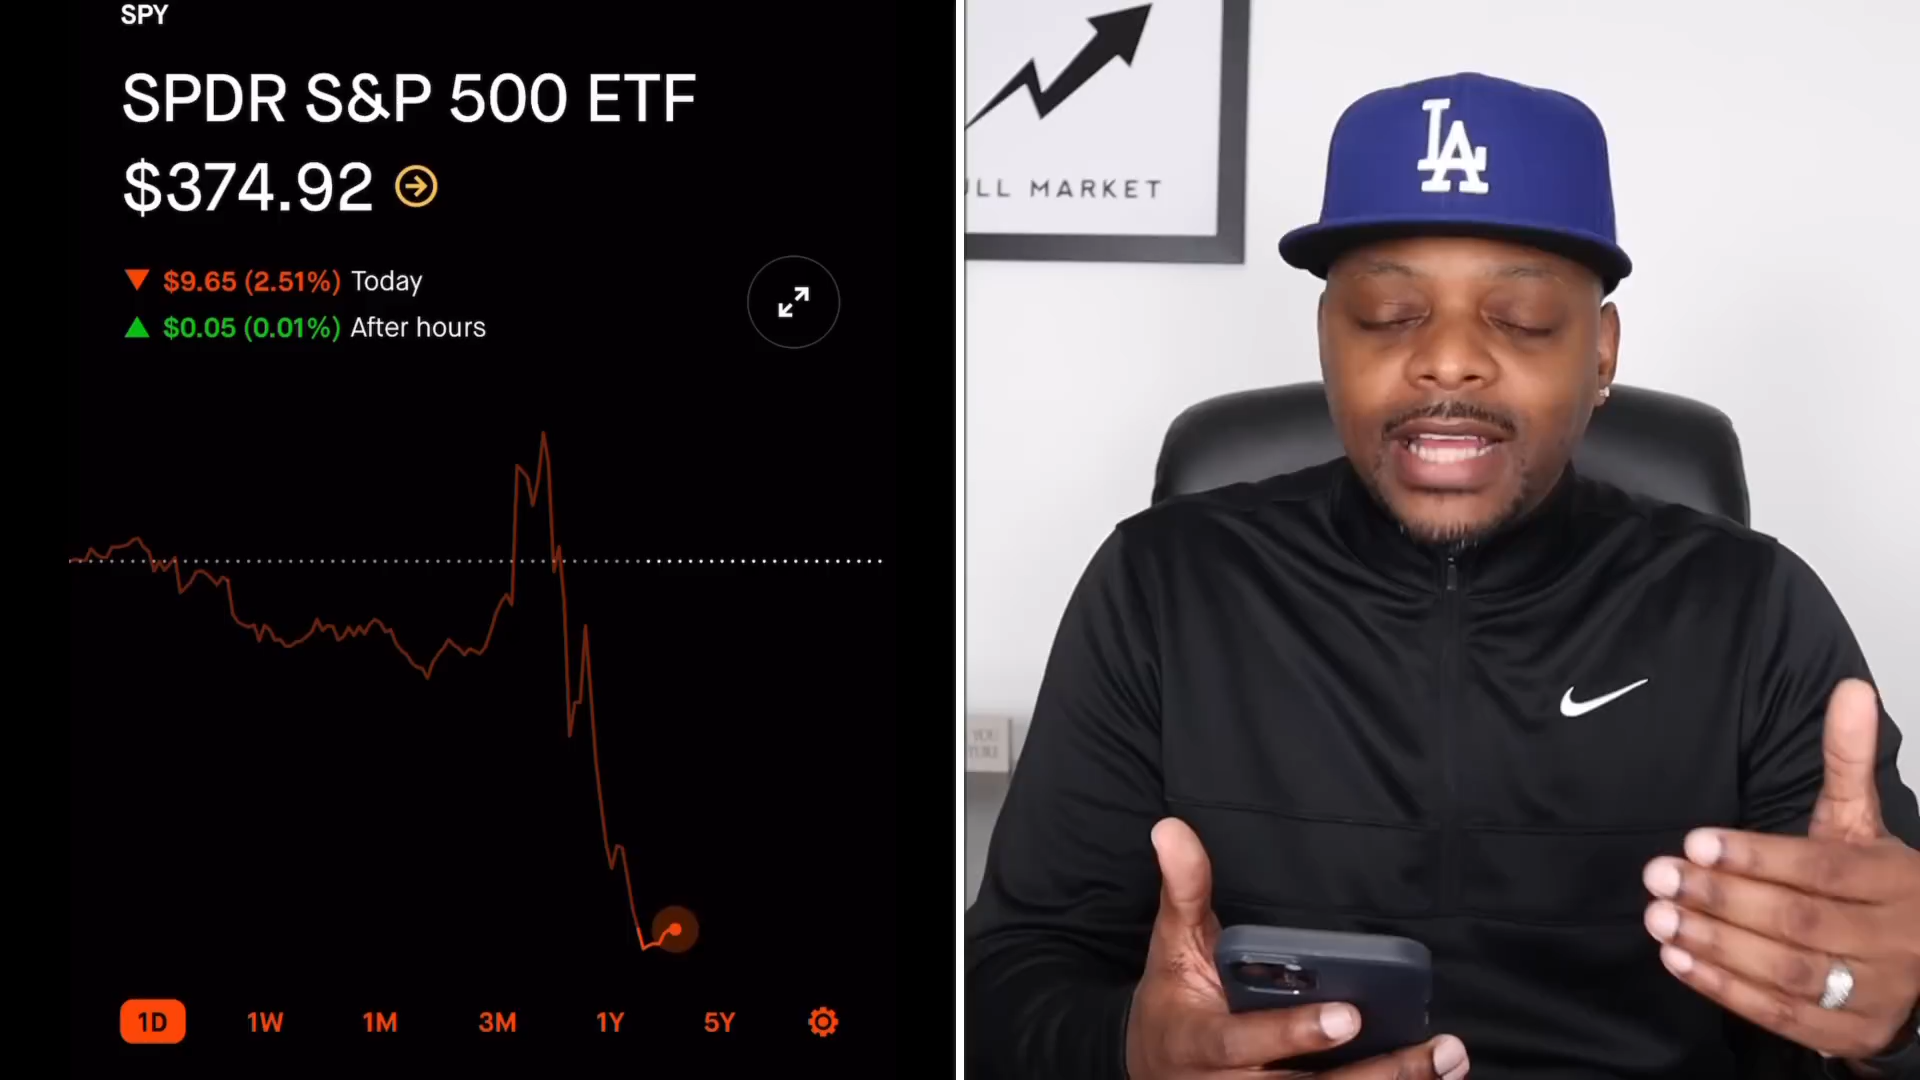 SPY
SPDR S&P 500 ETF
$374.92
$9.65 (2.51%) Today
$0.05 (0.01%) After hours
1D 1W 1M 3M 1Y 5Y
MARKET
LA
YOU